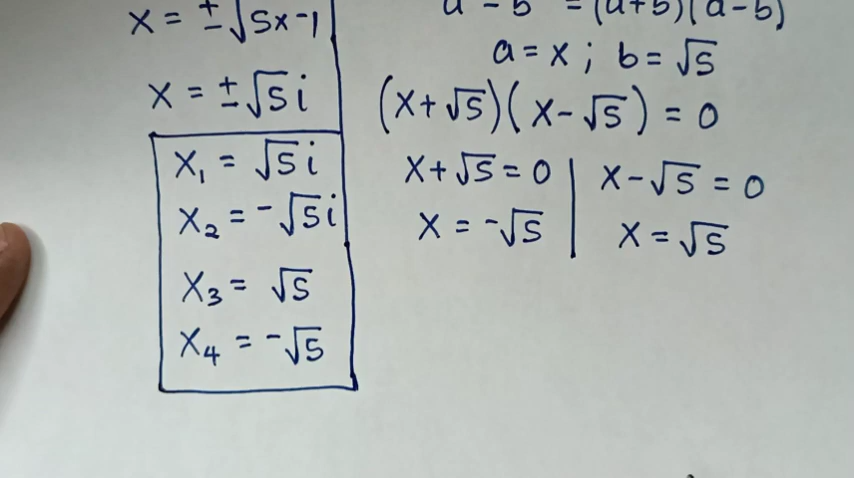 x = ±√5x-1
x = ±√5 i
x₁ = √5 i
x₂ = -√5 i
x₃ = √5
x₄ = -√5
a - b = (a+b)(a-b)
a = x ; b = √5
(x+√5)(x-√5) = 0
x+√5 = 0 | x-√5 = 0
x = -√5 | x = √5